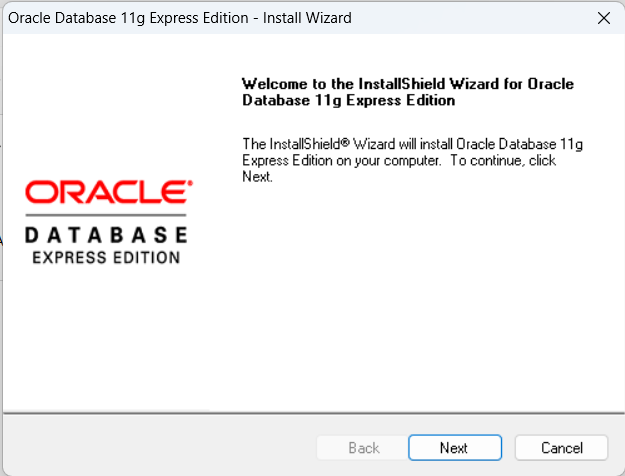 Oracle Database 11g Express Edition - Install Wizard
Welcome to the InstallShield Wizard for Oracle
Database 11g Express Edition
The InstallShield® Wizard will install Oracle Database 11g
Express Edition on your computer. To continue, click
Next.
ORACLE®
DATABASE
EXPRESS EDITION
Back
Next
Cancel